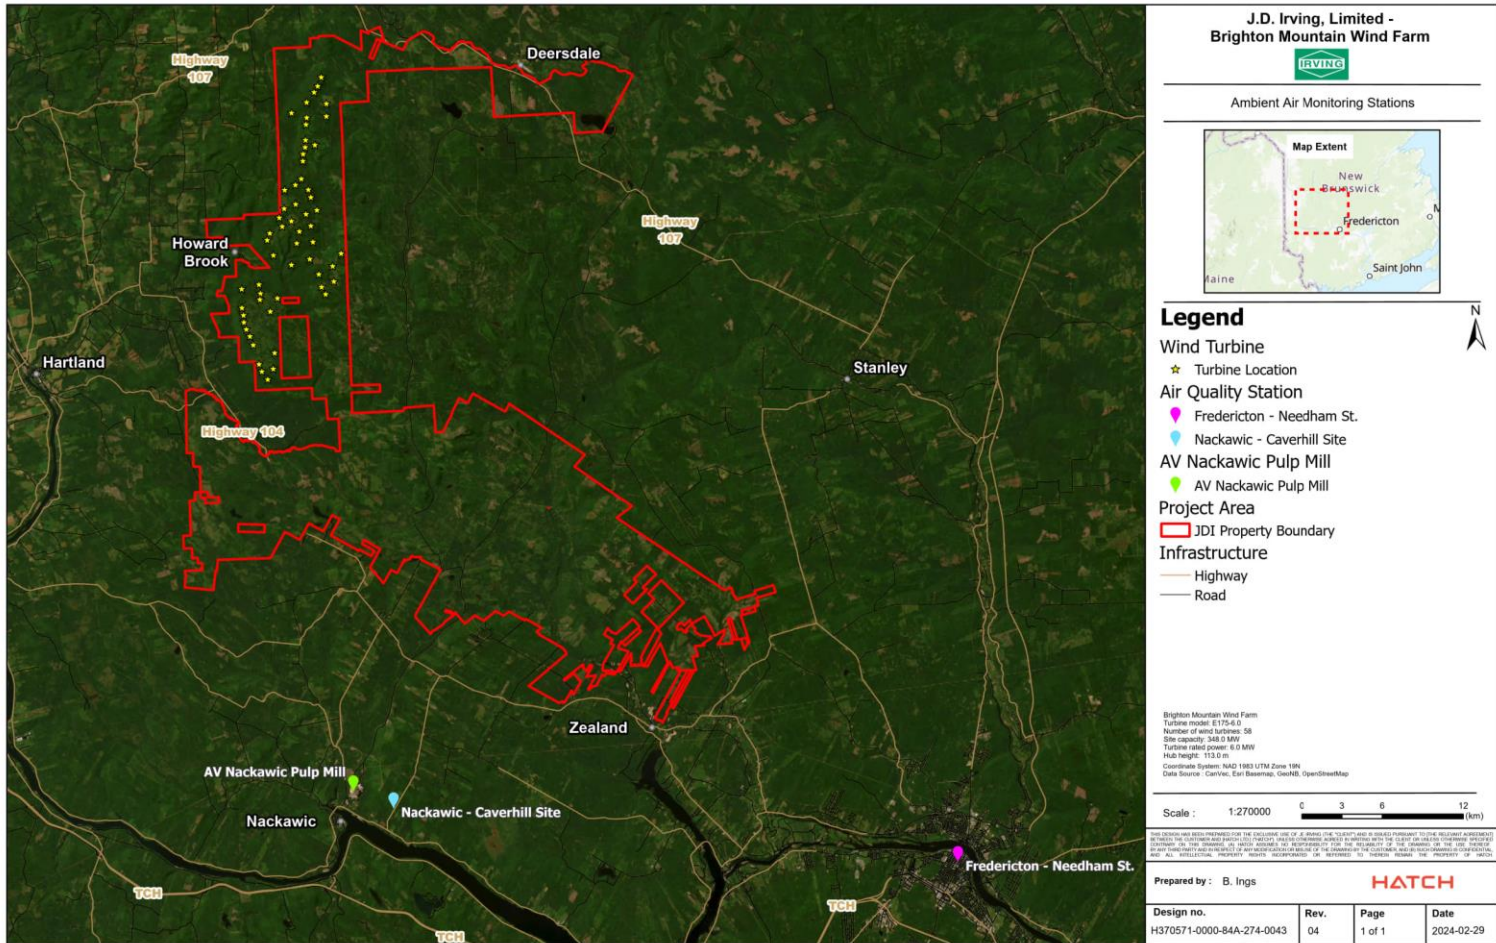 Highway
107
Deersdale
Highway
107
Howard
Brook
Hartland
Stanley
Highway 104
Zealand
AV Nackawic Pulp Mill
Nackawic - Caverhill Site
Nackawic
Fredericton - Needham St.
TCH
TCH
TCH
J.D. Irving, Limited -
Brighton Mountain Wind Farm
IRVING
Ambient Air Monitoring Stations
Map Extent
New
Brunswick
Fredericton
M
Saint John
Maine
Legend
N
Wind Turbine
Turbine Location
Air Quality Station
Fredericton - Needham St.
Nackawic - Caverhill Site
AV Nackawic Pulp Mill
AV Nackawic Pulp Mill
Project Area
JDI Property Boundary
Infrastructure
Highway
Road
Brighton Mountain Wind Farm
Turbine model: E175-6.0
Number of wind turbines: 58
Site capacity: 348.0 MW
Turbine rated power: 6.0 MW
Hub height: 113.0 m
Coordinate System: NAD 1983 UTM Zone 19N
Data Source : CanVec, Esri Basemap, GeoNB, OpenStreetMap
Scale : 1:270000
0 3 6 12
(km)
Prepared by : B. Ings
HATCH
Design no. Rev. Page Date
H370571-0000-84A-274-0043 04 1 of 1 2024-02-29